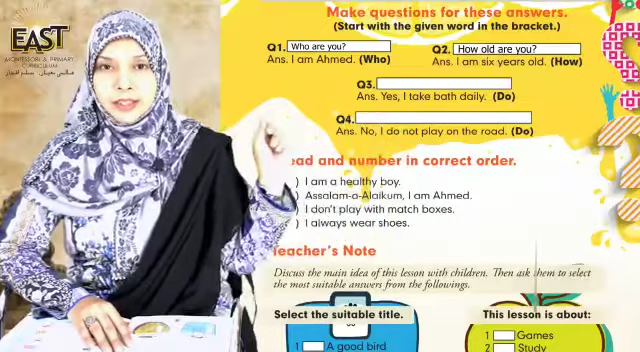 EAST
MONTESSORI & PRIMARY
CURRICULUM
Make questions for these answers.
(Start with the given word in the bracket.)
Q1. Who are you?
Ans. I am Ahmed. (Who)
Q2. How old are you?
Ans. I am six years old. (How)
Q3.
Ans. Yes, I take bath daily. (Do)
Q4.
Ans. No, I do not play on the road. (Do)
ead and number in correct order.
) I am a healthy boy.
) Assalam-a-Alaikum, I am Ahmed.
) I don't play with match boxes.
) I always wear shoes.
Teacher's Note
Discuss the main idea of this lesson with children. Then ask them to select
the most suitable answers from the followings.
Select the suitable title.
1 A good bird
This lesson is about:
1 Games
2 Study